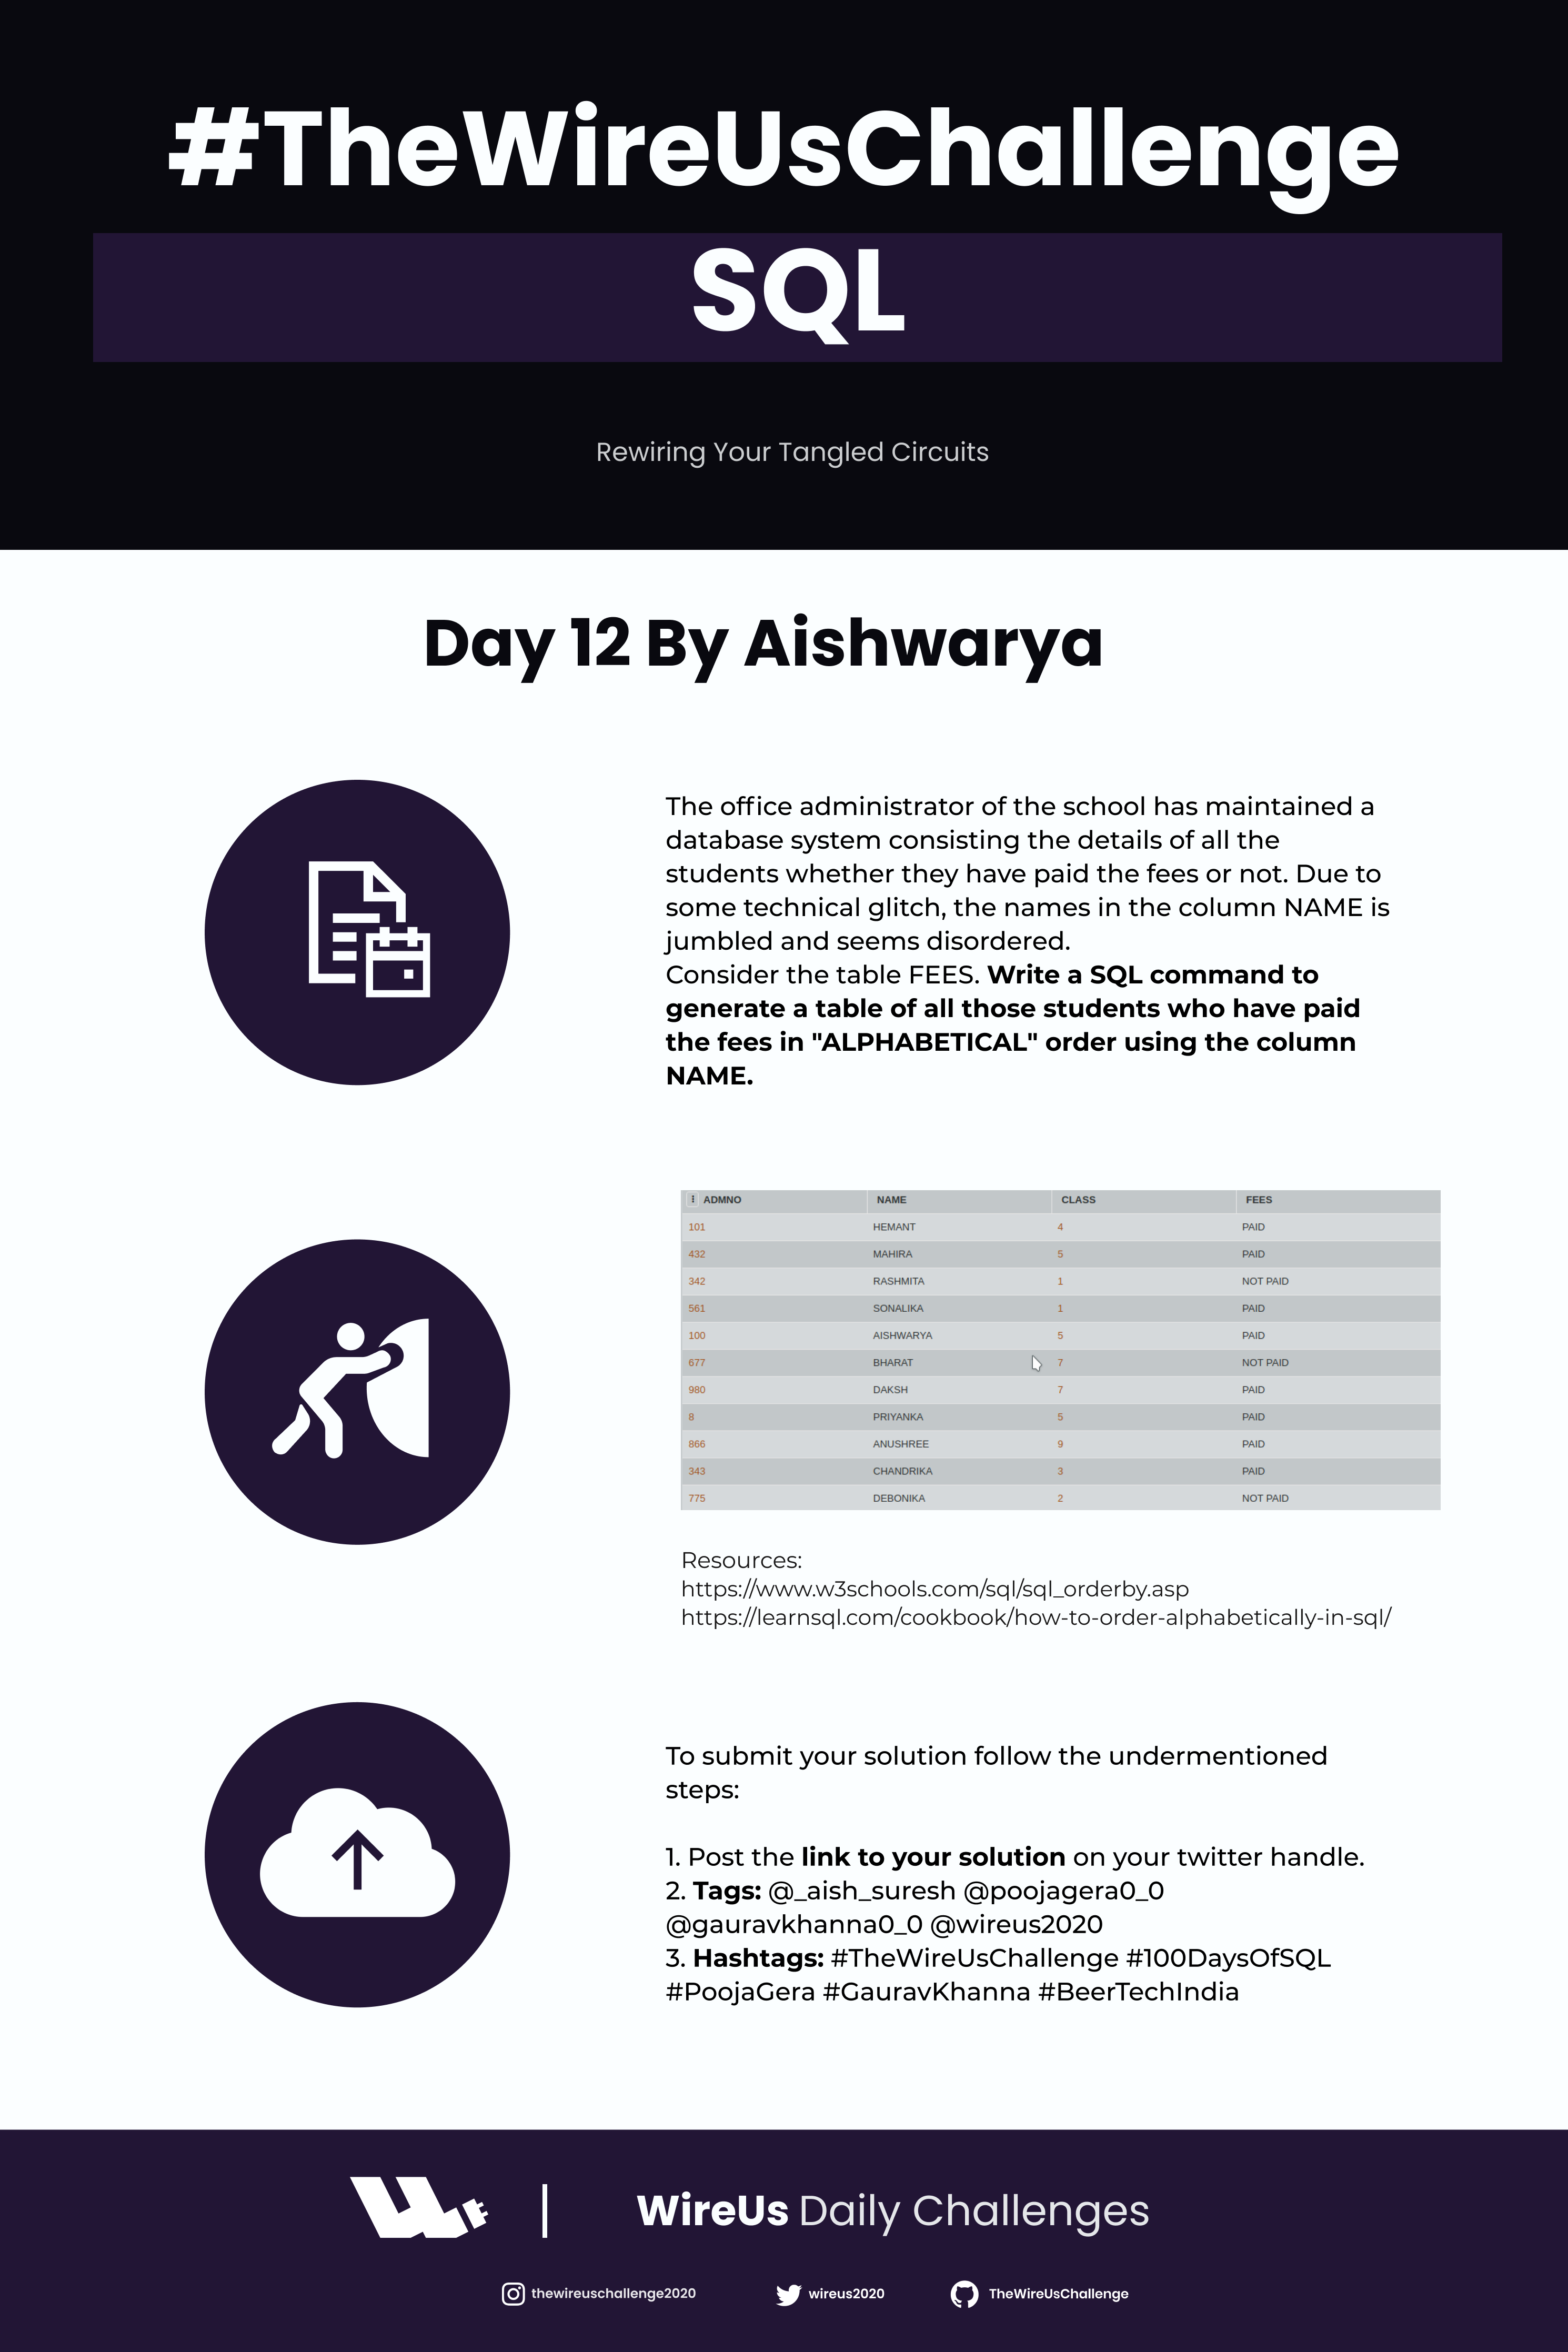 #TheWireUsChallenge
SQL
Rewiring Your Tangled Circuits
Day 12 By Aishwarya
The office administrator of the school has maintained a
database system consisting the details of all the
students whether they have paid the fees or not. Due to
some technical glitch, the names in the column NAME is
jumbled and seems disordered.
Consider the table FEES. Write a SQL command to
generate a table of all those students who have paid
the fees in "ALPHABETICAL" order using the column
NAME.
ADMNO NAME CLASS FEES
101 HEMANT 4 PAID
432 MAHIRA 5 PAID
342 RASHMITA 1 NOT PAID
561 SONALIKA 1 PAID
100 AISHWARYA 5 PAID
677 BHARAT 7 NOT PAID
980 DAKSH 7 PAID
8 PRIYANKA 5 PAID
866 ANUSHREE 9 PAID
343 CHANDRIKA 3 PAID
775 DEBONIKA 2 NOT PAID
Resources:
https://www.w3schools.com/sql/sql_orderby.asp
https://learnsql.com/cookbook/how-to-order-alphabetically-in-sql/
To submit your solution follow the undermentioned
steps:
1. Post the link to your solution on your twitter handle.
2. Tags: @_aish_suresh @poojagera0_0
@gauravkhanna0_0 @wireus2020
3. Hashtags: #TheWireUsChallenge #100DaysOfSQL
#PoojaGera #GauravKhanna #BeerTechIndia
WireUs Daily Challenges
thewireuschallenge2020 wireus2020 TheWireUsChallenge